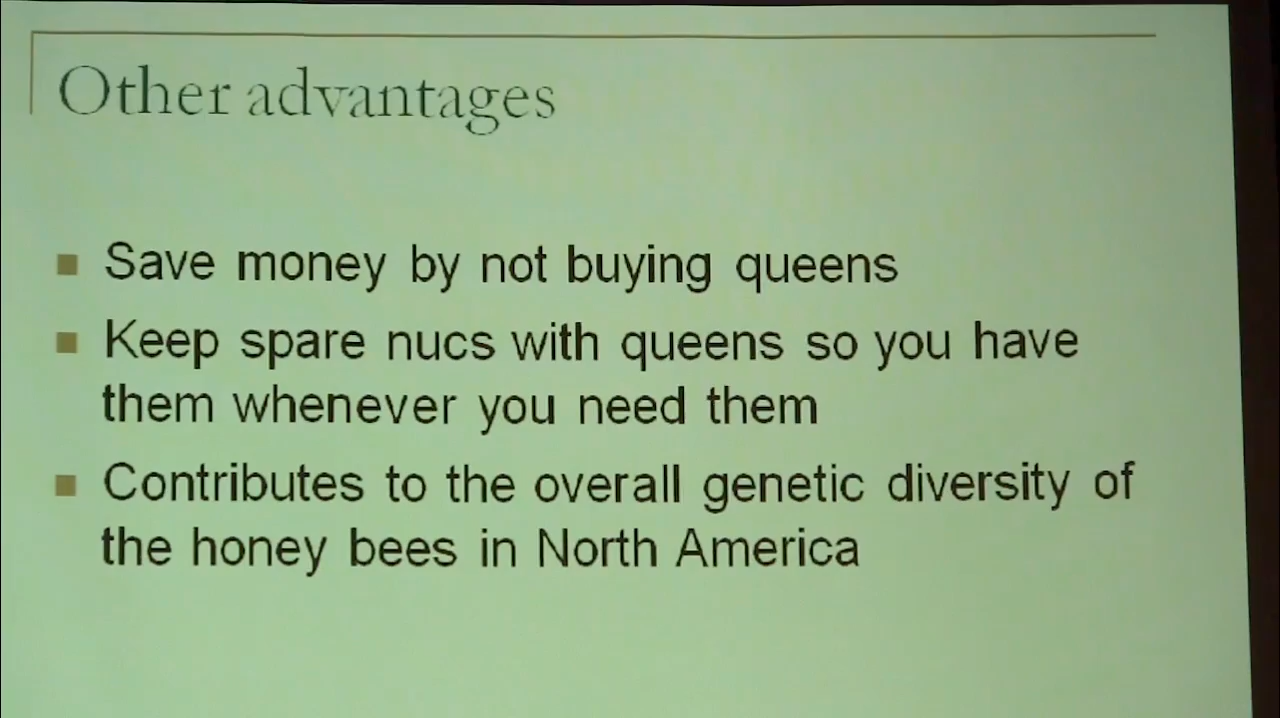 Other advantages
Save money by not buying queens
Keep spare nucs with queens so you have
them whenever you need them
Contributes to the overall genetic diversity of
the honey bees in North America